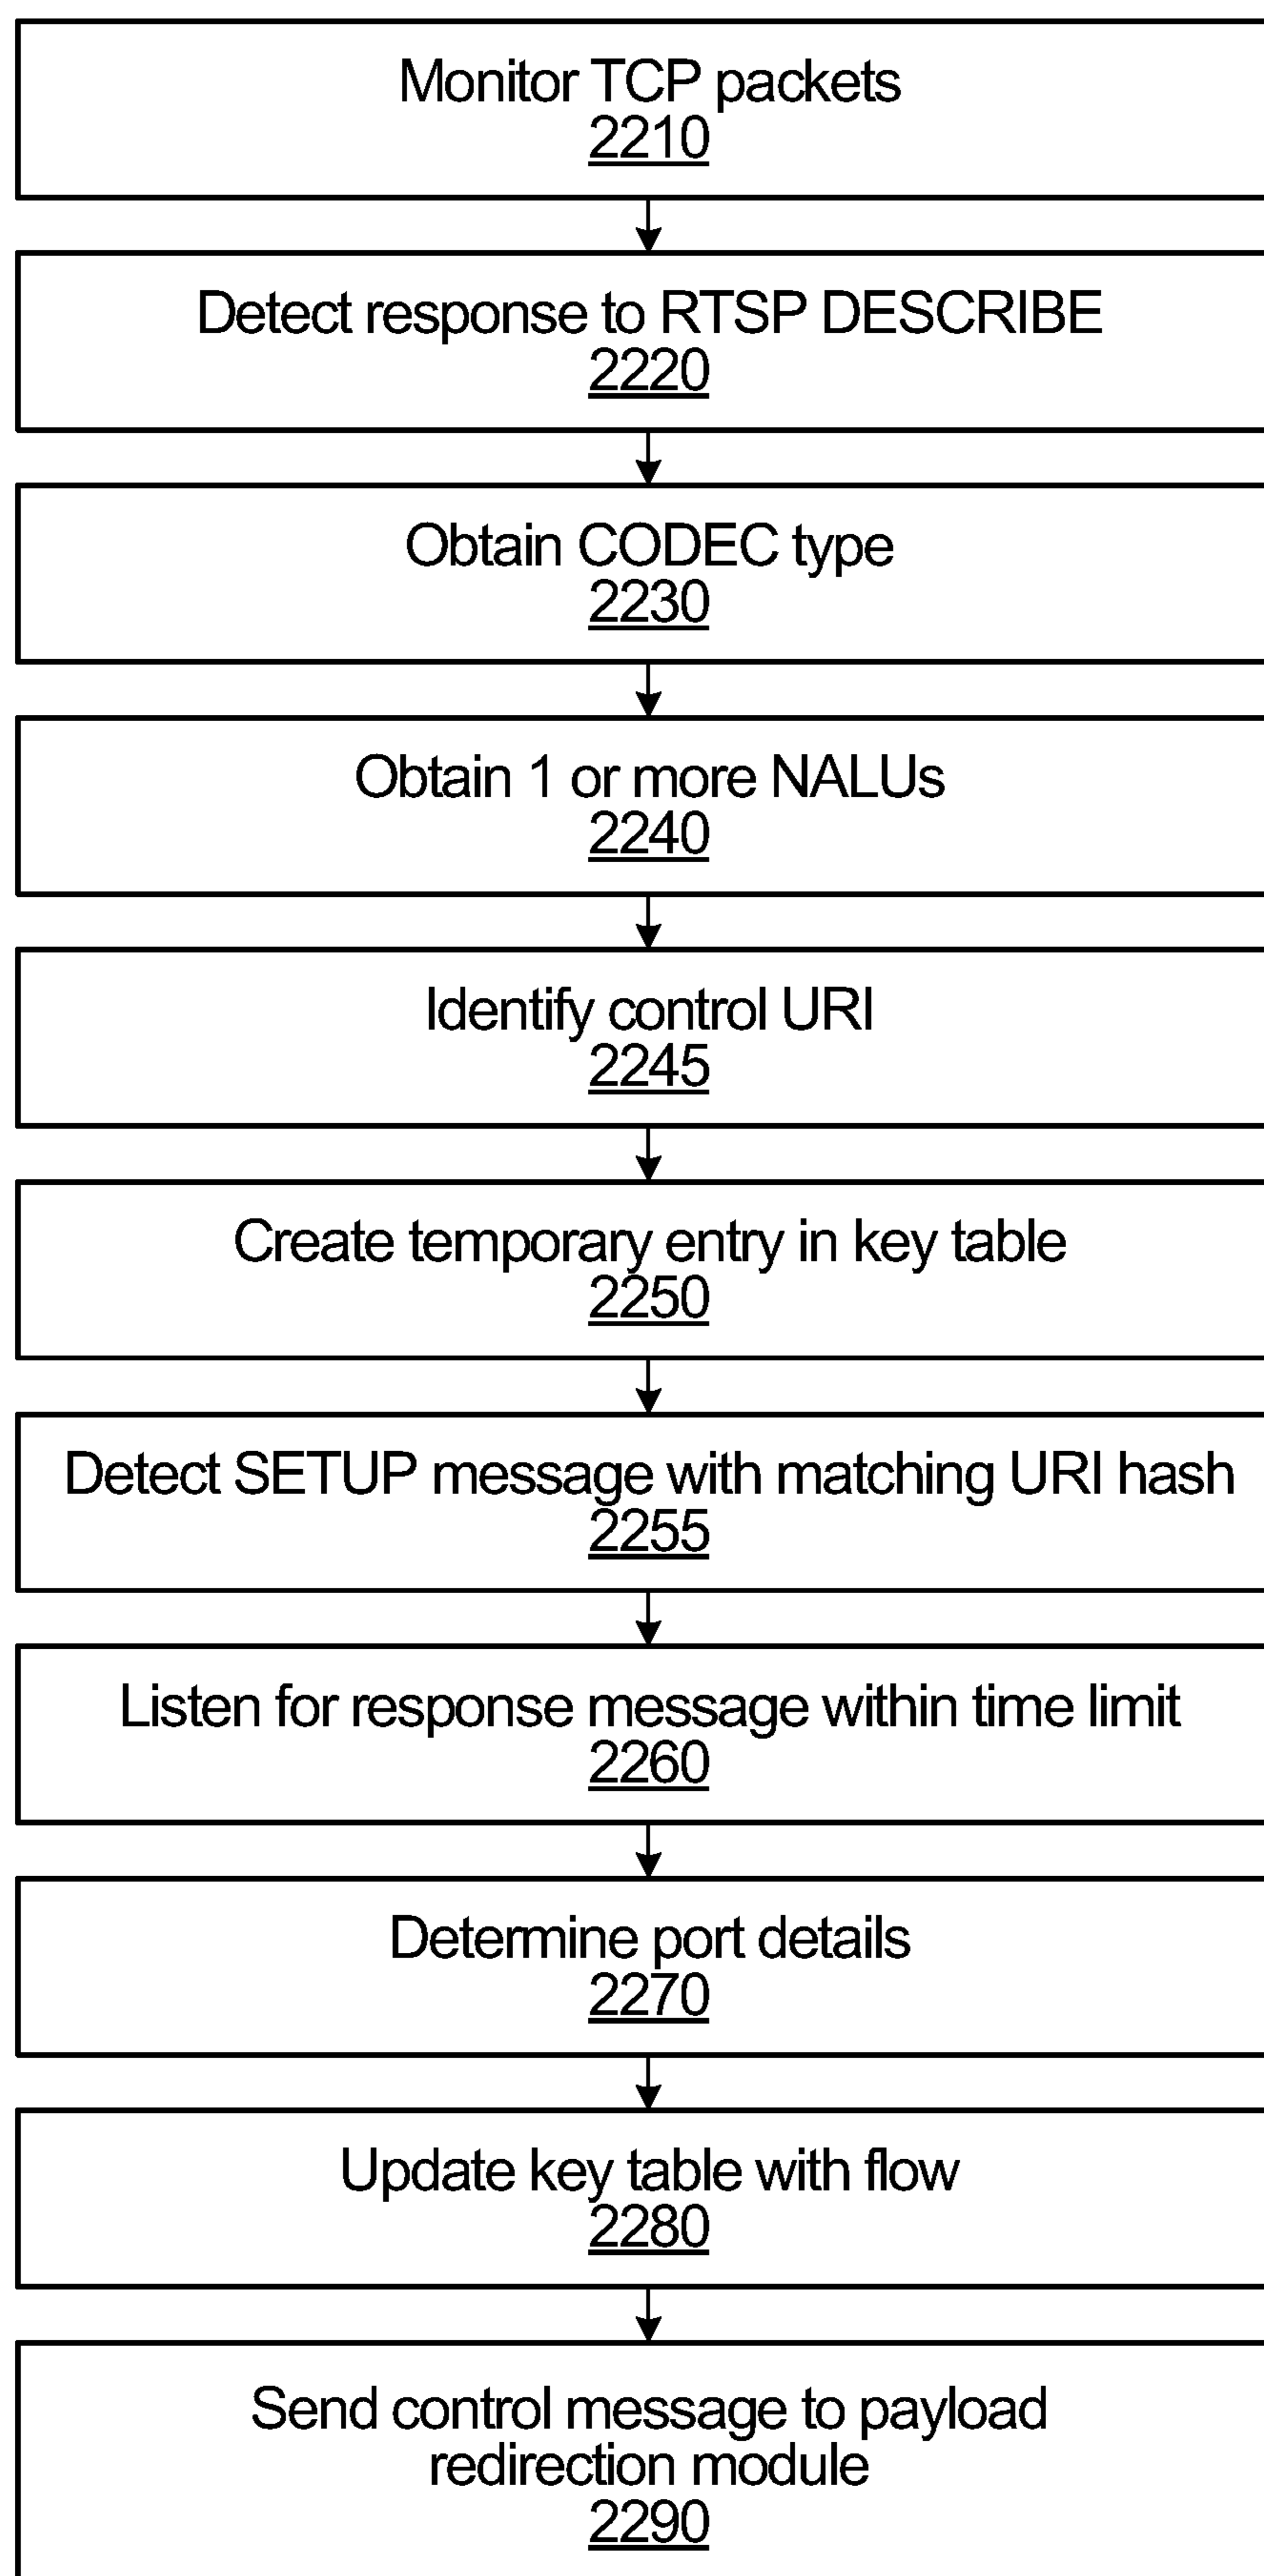 Monitor TCP packets
2210
Detect response to RTSP DESCRIBE
2220
Obtain CODEC type
2230
Obtain 1 or more NALUs
2240
Identify control URI
2245
Create temporary entry in key table
2250
Detect SETUP message with matching URI hash
2255
Listen for response message within time limit
2260
Determine port details
2270
Update key table with flow
2280
Send control message to payload
redirection module
2290